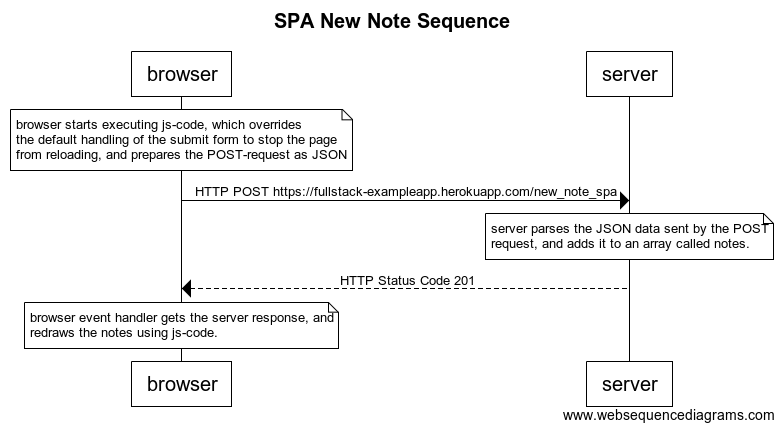 SPA New Note Sequence
browser
server
browser starts executing js-code, which overrides
the default handling of the submit form to stop the page
from reloading, and prepares the POST-request as JSON
HTTP POST https://fullstack-exampleapp.herokuapp.com/new_note_spa
server parses the JSON data sent by the POST
request, and adds it to an array called notes.
HTTP Status Code 201
browser event handler gets the server response, and
redraws the notes using js-code.
browser
server
www.websequencediagrams.com